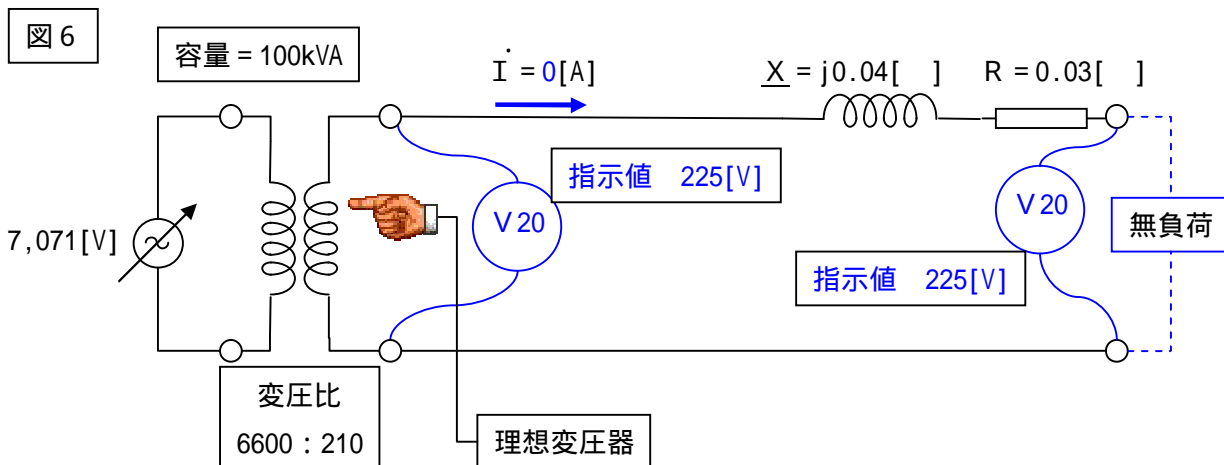 図6
容量 = 100kVA
İ = 0[A]
X = j0.04[ ]
R = 0.03[ ]
指示値 225[V]
V20
V20
7,071[V]
無負荷
指示値 225[V]
変圧比
6600：210
理想変圧器